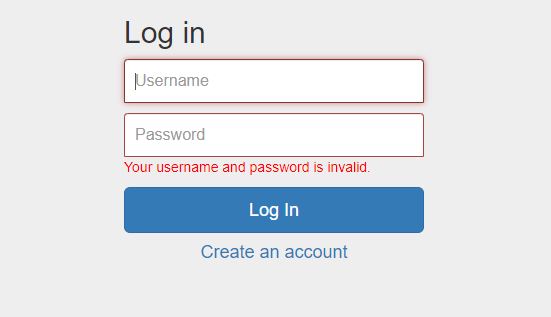 Log in
Username
Password
Your username and password is invalid.
Log In
Create an account